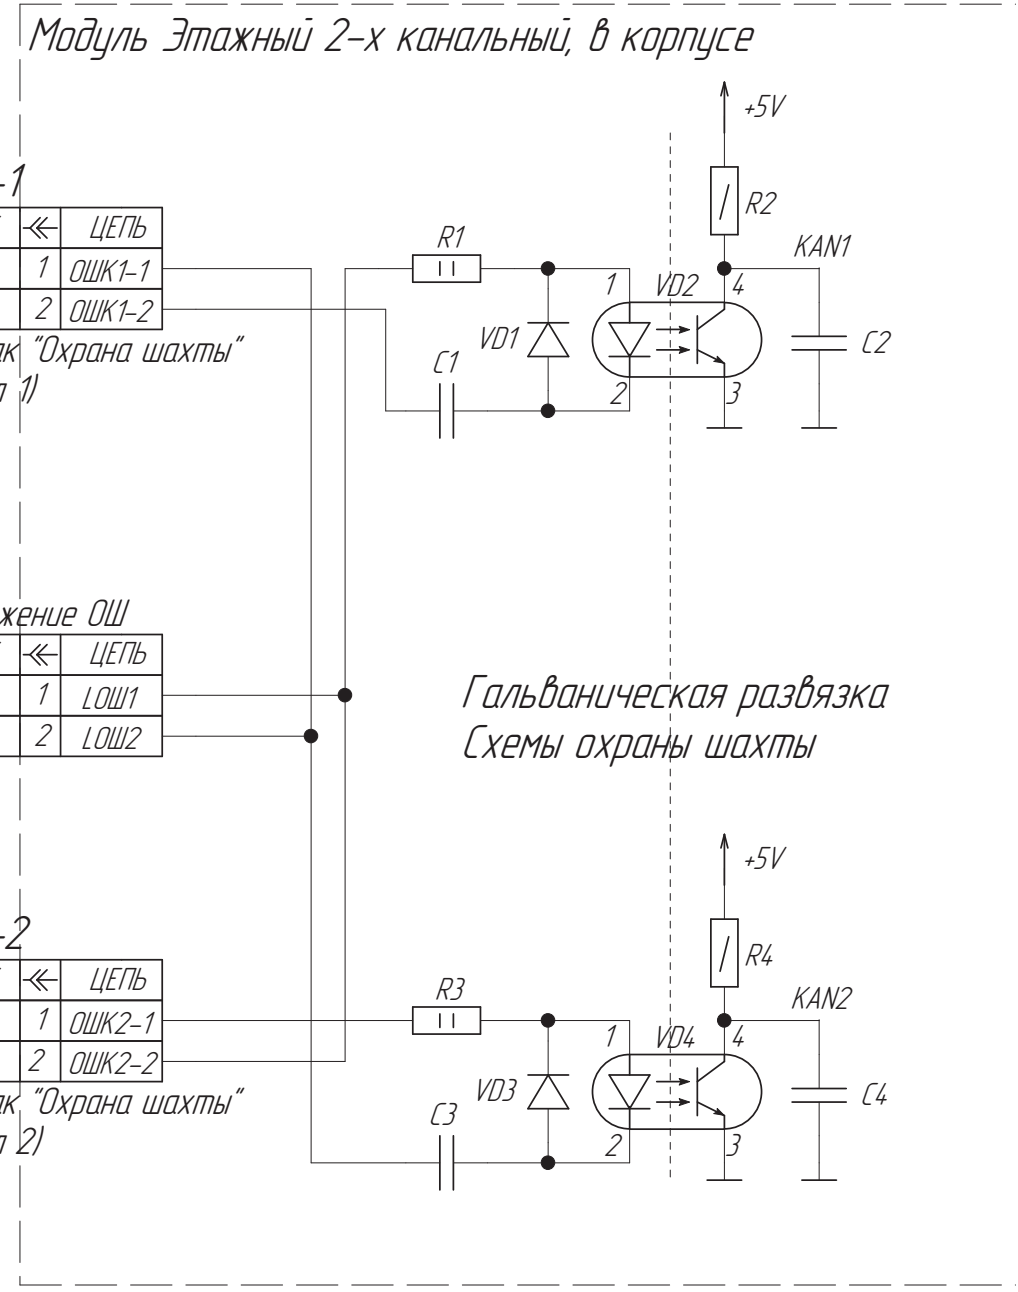 Модуль Этажный 2-х канальный, в корпусе
+5V
-1
R2
ЦЕПЬ
R1
KAN1
1 ОШК1-1
1
VD2
4
2 ОШК1-2
VD1
C2
"Охрана шахты"
C1
1)
2
3
ОШ
ЦЕПЬ
1 LОШ1
Гальваническая развязка
2 LОШ2
Схемы охраны шахты
+5V
-2
R4
ЦЕПЬ
R3
KAN2
1 ОШК2-1
1
VD4
4
2 ОШК2-2
VD3
C4
"Охрана шахты"
C3
2)
2
3